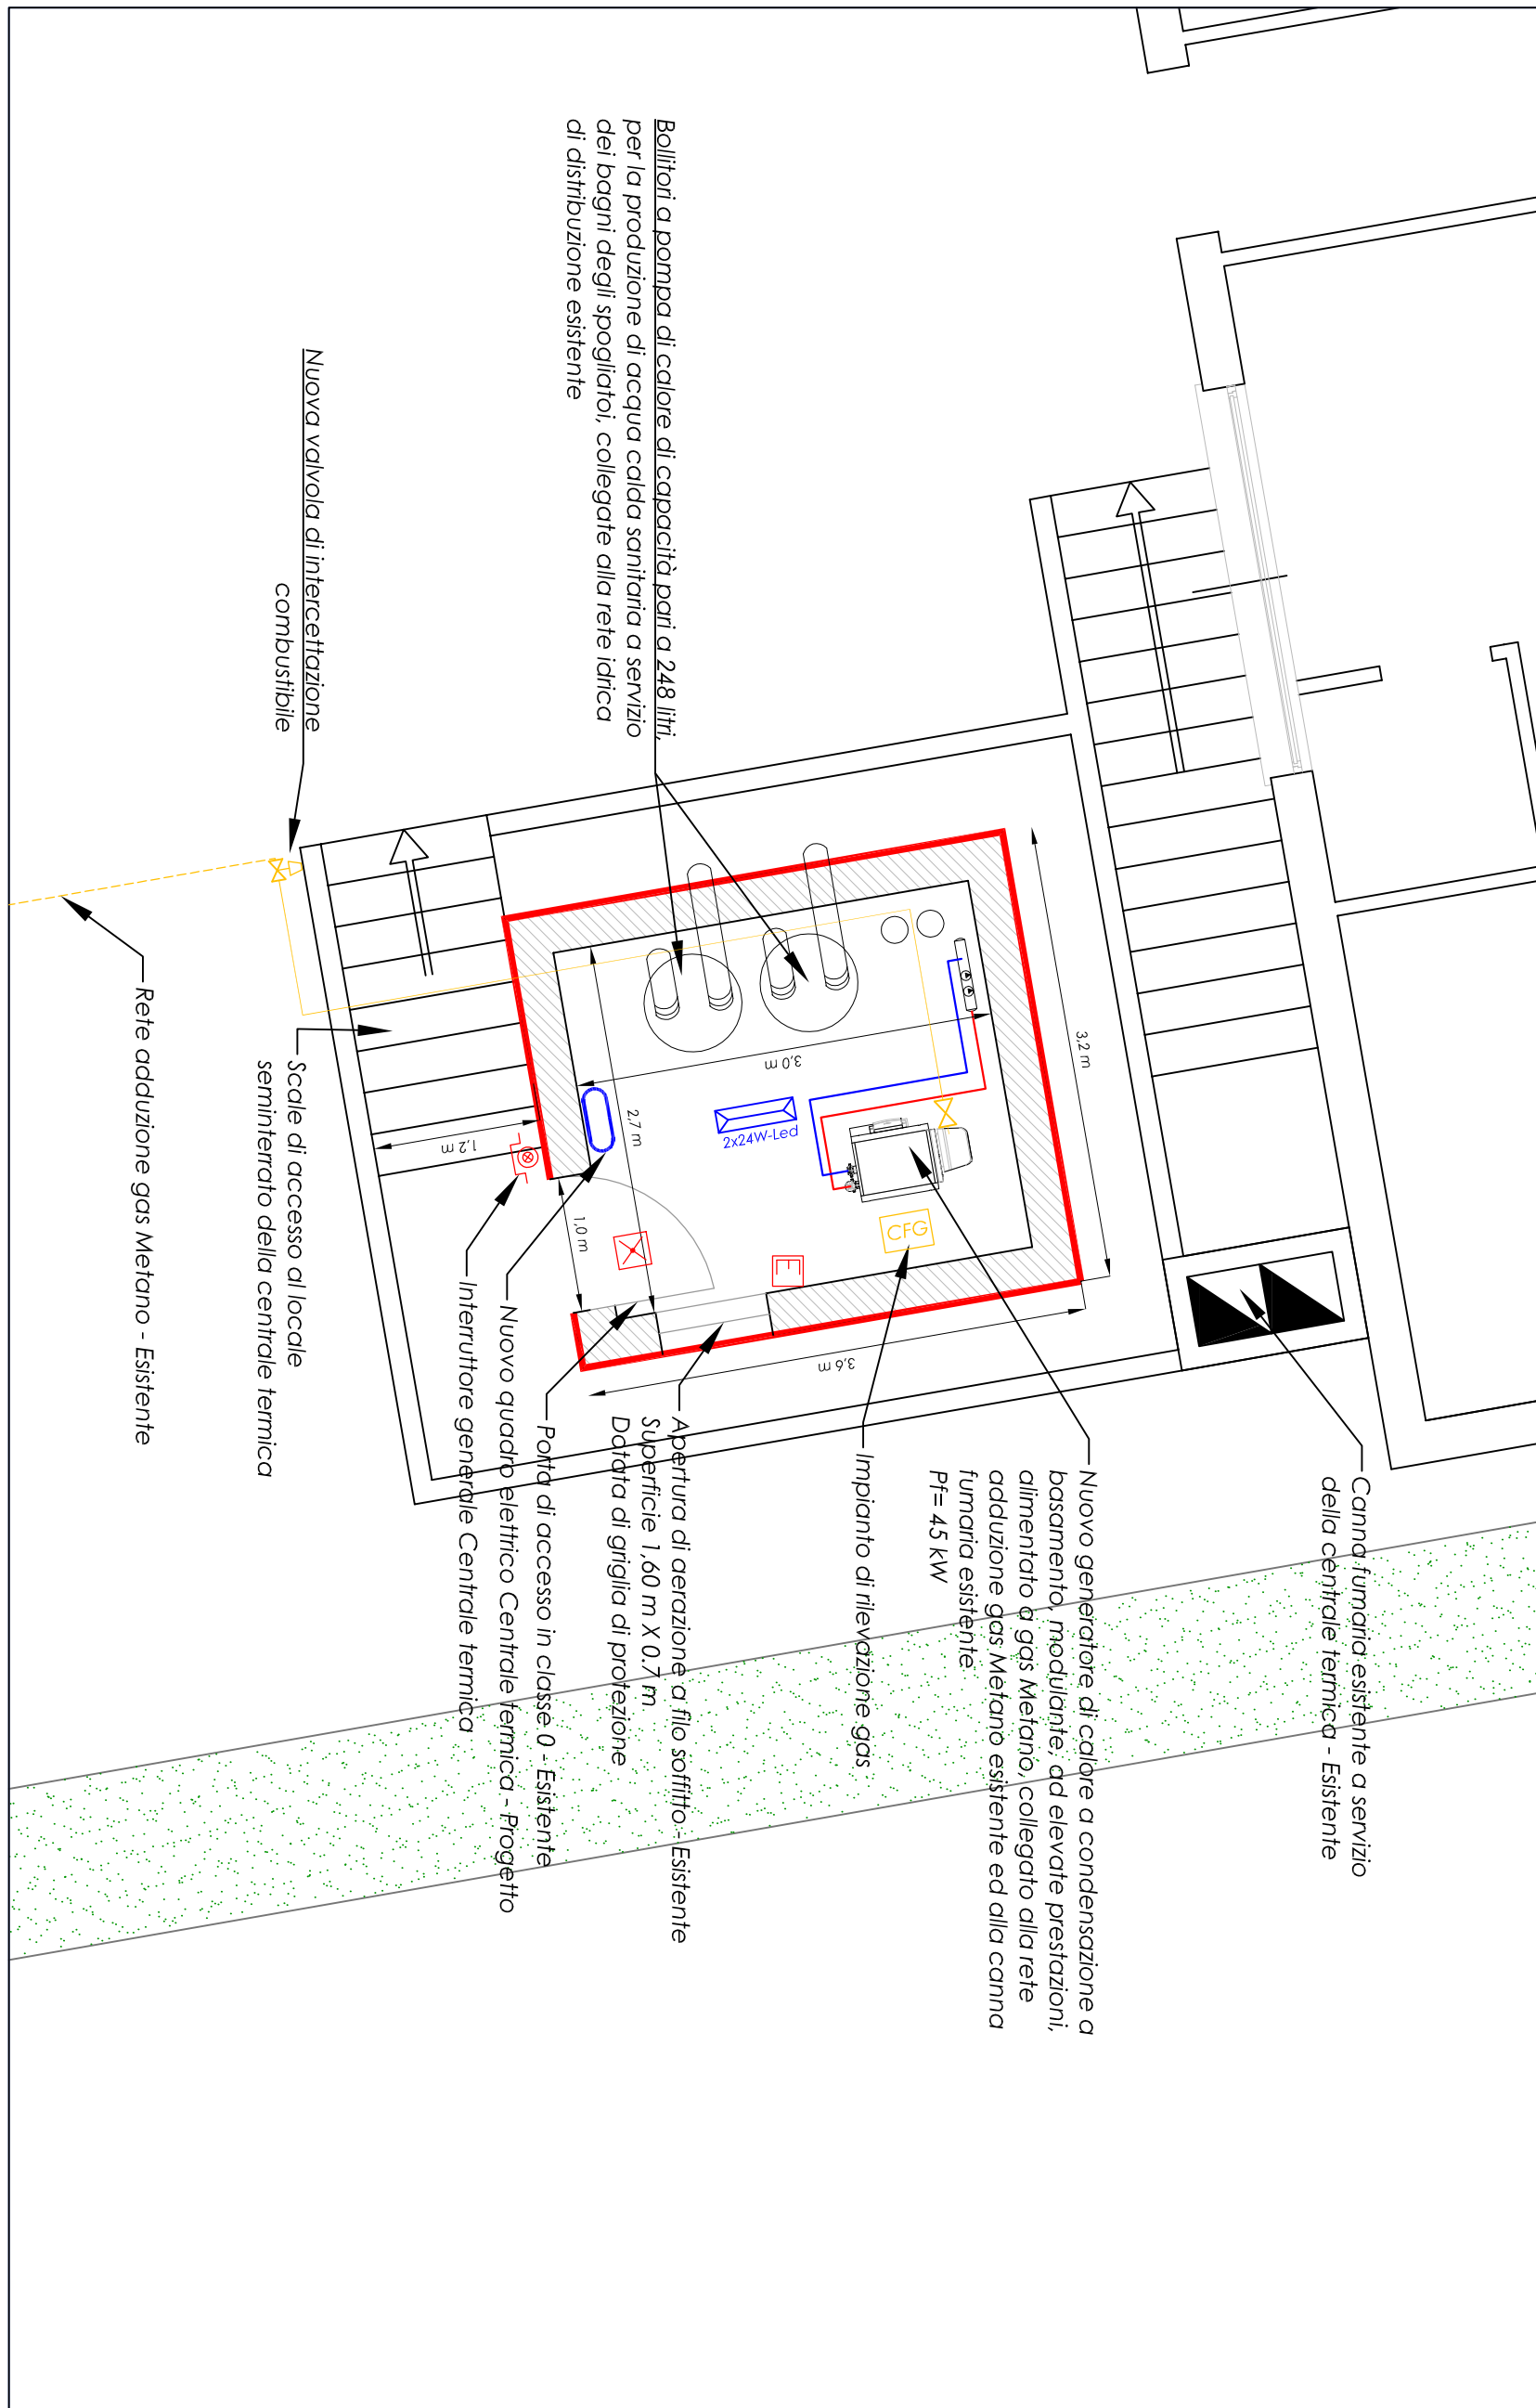 Bollitori a pompa di calore di capacità pari a 248 litri,
per la produzione di acqua calda sanitaria a servizio
dei bagni degli spogliatoi, collegate alla rete idrica
di distribuzione esistente
Nuova valvola di intercettazione
combustibile
Canna fumaria esistente a servizio
della centrale termica - Esistente
Nuovo generatore di calore a condensazione a
basamento, modulante, ad elevate prestazioni,
alimentato a gas Metano, collegato alla rete
adduzione gas Metano esistente ed alla canna
fumaria esistente
Pf= 45 kW
Impianto di rilevazione gas
Apertura di aerazione a filo soffitto - Esistente
Superficie 1,60 m X 0.7 m
Dotata di griglia di protezione
Porta di accesso in classe 0 - Esistente
Nuovo quadro elettrico Centrale termica - Progetto
Interruttore generale Centrale termica
Scale di accesso al locale
seminterrato della centrale termica
Rete adduzione gas Metano - Esistente
3,2 m
3,0 m
2,7 m
2x24W-Led
1,2 m
1,0 m
CFG
E
3,6 m